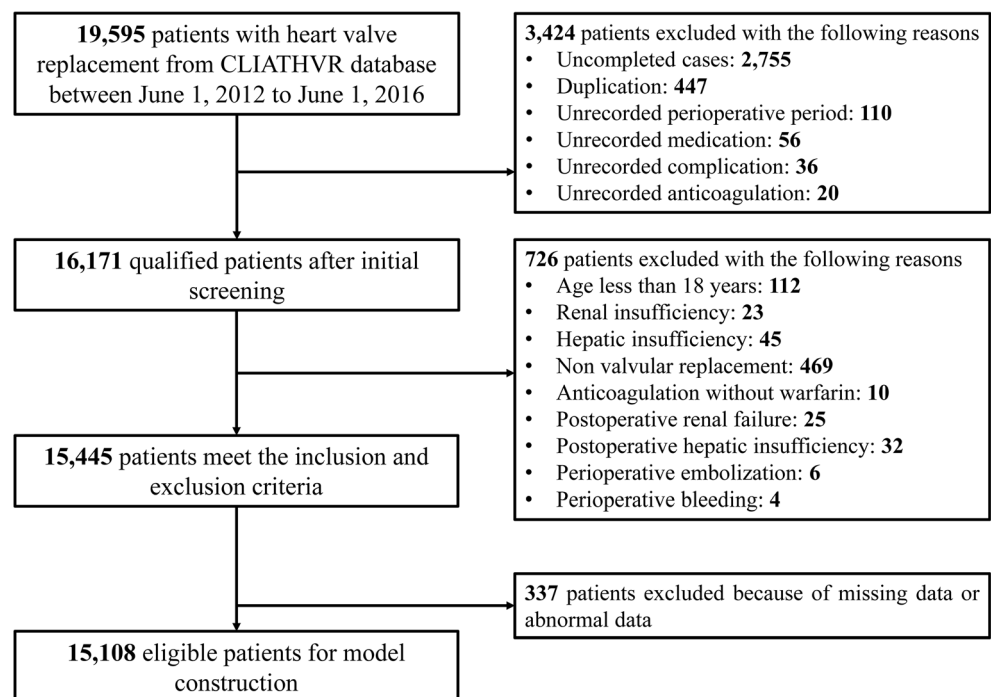 19,595 patients with heart valve
replacement from CLIATHVR database
between June 1, 2012 to June 1, 2016
3,424 patients excluded with the following reasons
• Uncompleted cases: 2,755
• Duplication: 447
• Unrecorded perioperative period: 110
• Unrecorded medication: 56
• Unrecorded complication: 36
• Unrecorded anticoagulation: 20
16,171 qualified patients after initial
screening
726 patients excluded with the following reasons
• Age less than 18 years: 112
• Renal insufficiency: 23
• Hepatic insufficiency: 45
• Non valvular replacement: 469
• Anticoagulation without warfarin: 10
• Postoperative renal failure: 25
• Postoperative hepatic insufficiency: 32
• Perioperative embolization: 6
• Perioperative bleeding: 4
15,445 patients meet the inclusion and
exclusion criteria
337 patients excluded because of missing data or
abnormal data
15,108 eligible patients for model
construction